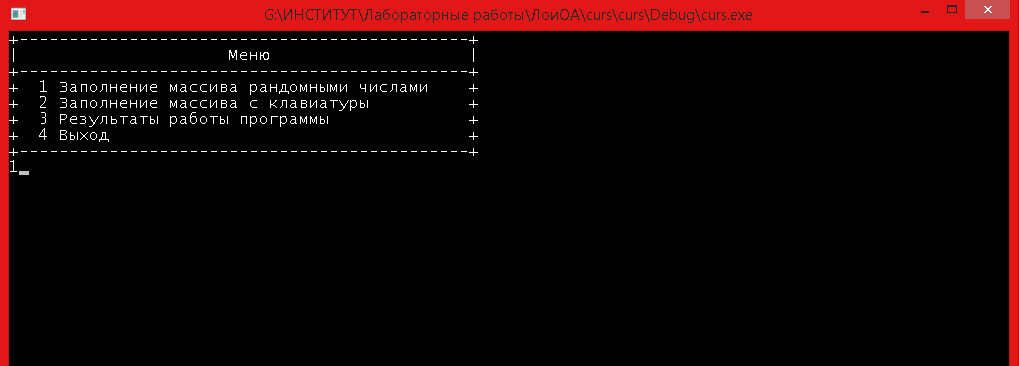 G:\ИНСТИТУТ\Лабораторные работы\ЛоиОА\curs\curs\Debug\curs.exe
+---------------------------------------------+
|                     Меню                    |
+---------------------------------------------+
+  1 Заполнение массива рандомными числами    +
+  2 Заполнение массива с клавиатуры          +
+  3 Результаты работы программы              +
+  4 Выход                                    +
+---------------------------------------------+
1